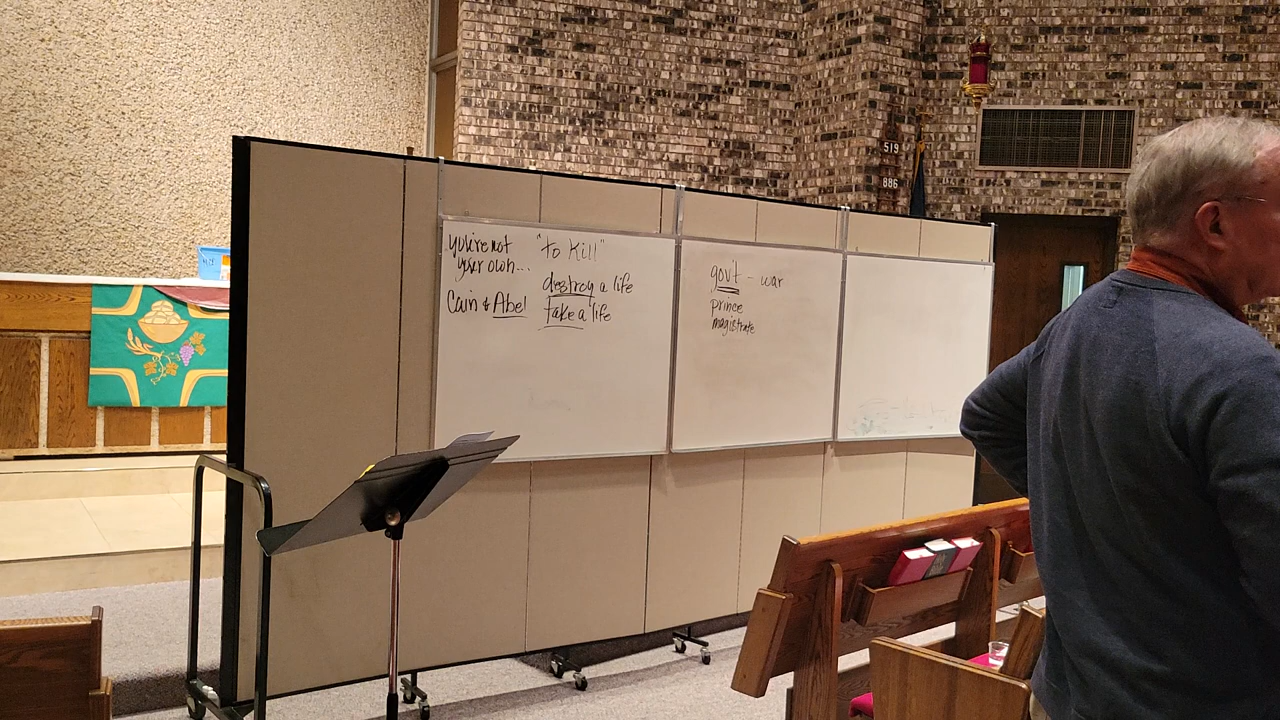 you're not
your own...
Cain & Abel
"to kill"
destroy a life
take a life
gov't - war
prince
magistrate
519
886